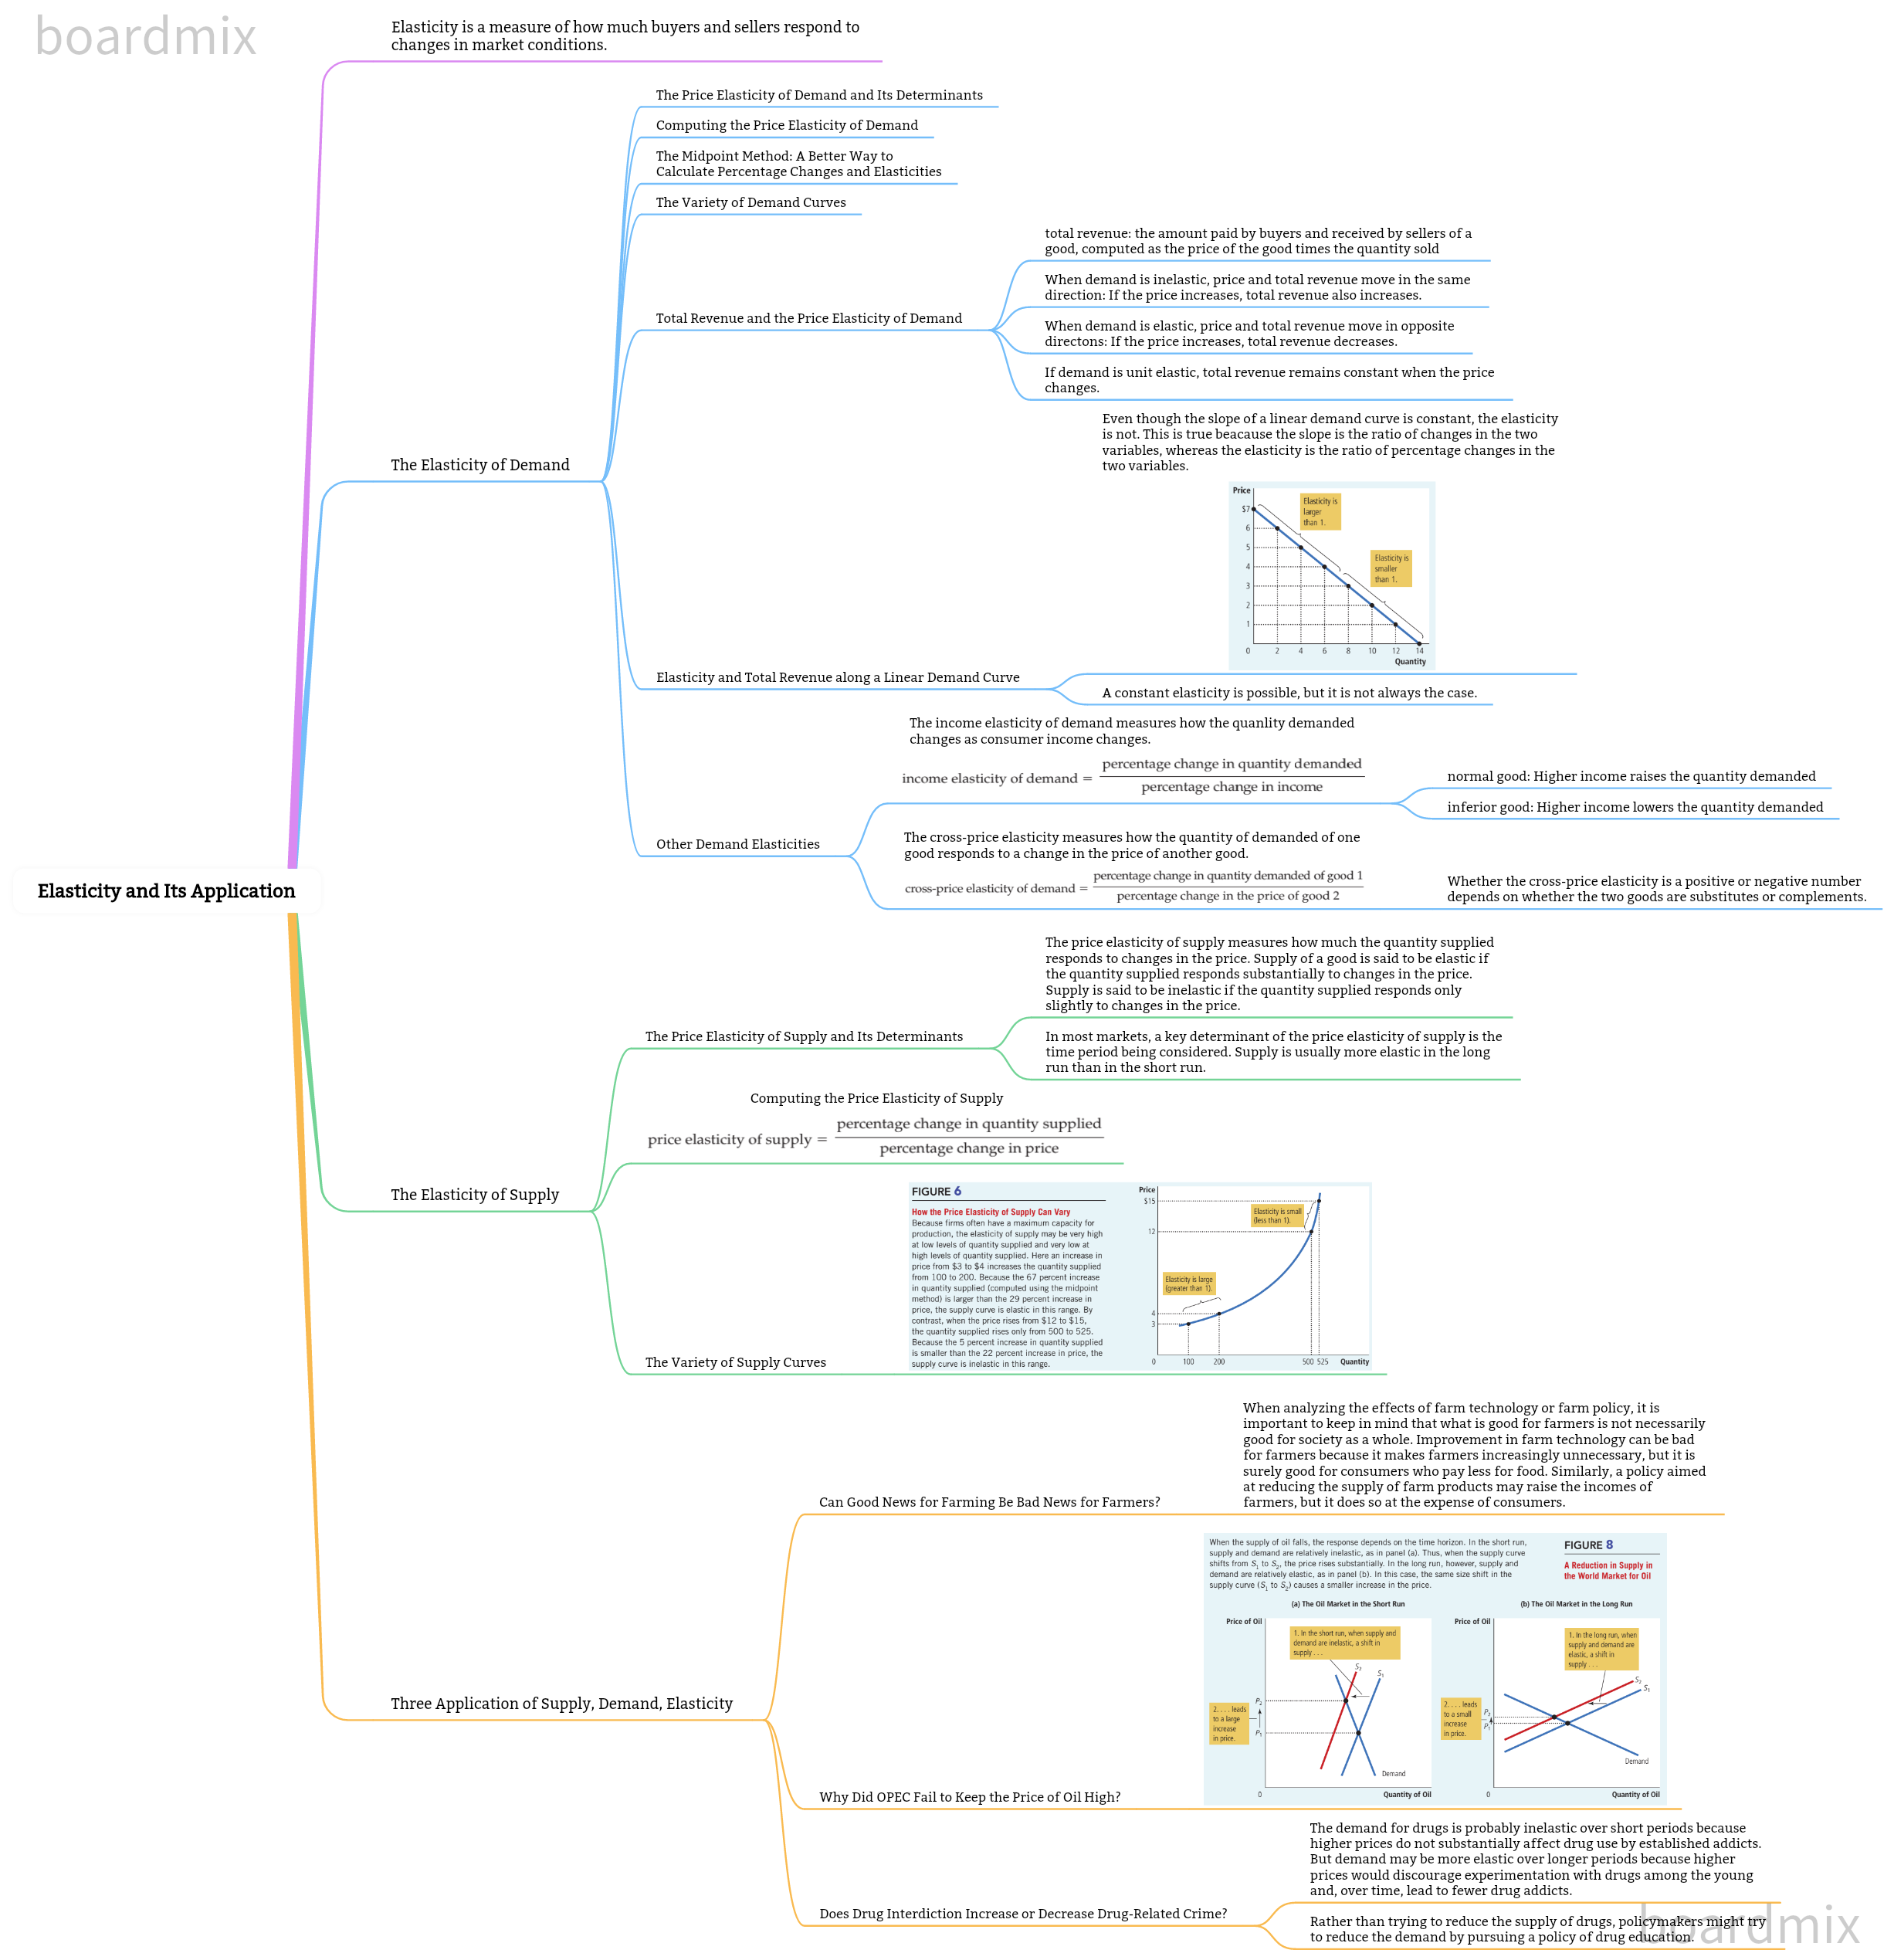 boardmix
Elasticity is a measure of how much buyers and sellers respond to
changes in market conditions.
The Price Elasticity of Demand and Its Determinants
Computing the Price Elasticity of Demand
The Midpoint Method: A Better Way to
Calculate Percentage Changes and Elasticities
The Variety of Demand Curves
total revenue: the amount paid by buyers and received by sellers of a
good, computed as the price of the good times the quantity sold
When demand is inelastic, price and total revenue move in the same
direction: If the price increases, total revenue also increases.
Total Revenue and the Price Elasticity of Demand
When demand is elastic, price and total revenue move in opposite
directons: If the price increases, total revenue decreases.
If demand is unit elastic, total revenue remains constant when the price
changes.
Even though the slope of a linear demand curve is constant, the elasticity
is not. This is true beacause the slope is the ratio of changes in the two
variables, whereas the elasticity is the ratio of percentage changes in the
two variables.
The Elasticity of Demand
Price
$7
6
5
4
3
2
1
Elasticity is
larger
than 1.
Elasticity is
smaller
than 1.
0 2 4 6 8 10 12 14
Quantity
Elasticity and Total Revenue along a Linear Demand Curve
A constant elasticity is possible, but it is not always the case.
The income elasticity of demand measures how the quanlity demanded
changes as consumer income changes.
income elasticity of demand =
percentage change in quantity demanded
percentage change in income
normal good: Higher income raises the quantity demanded
inferior good: Higher income lowers the quantity demanded
Other Demand Elasticities
The cross-price elasticity measures how the quantity of demanded of one
good responds to a change in the price of another good.
cross-price elasticity of demand =
percentage change in quantity demanded of good 1
percentage change in the price of good 2
Whether the cross-price elasticity is a positive or negative number
depends on whether the two goods are substitutes or complements.
Elasticity and Its Application
The price elasticity of supply measures how much the quantity supplied
responds to changes in the price. Supply of a good is said to be elastic if
the quantity supplied responds substantially to changes in the price.
Supply is said to be inelastic if the quantity supplied responds only
slightly to changes in the price.
The Price Elasticity of Supply and Its Determinants
In most markets, a key determinant of the price elasticity of supply is the
time period being considered. Supply is usually more elastic in the long
run than in the short run.
Computing the Price Elasticity of Supply
price elasticity of supply =
percentage change in quantity supplied
percentage change in price
The Elasticity of Supply
FIGURE 6
How the Price Elasticity of Supply Can Vary
Because firms often have a maximum capacity for
production, the elasticity of supply may be very high
at low levels of quantity supplied and very low at
high levels of quantity supplied. Here an increase in
price from $3 to $4 increases the quantity supplied
from 100 to 200. Because the 67 percent increase
in quantity supplied (computed using the midpoint
method) is larger than the 29 percent increase in
price, the supply curve is elastic in this range. By
contrast, when the price rises from $12 to $15,
the quantity supplied rises only from 500 to 525.
Because the 5 percent increase in quantity supplied
is smaller than the 22 percent increase in price, the
supply curve is inelastic in this range.
Price
$15
12
4
3
Elasticity is small
(less than 1).
Elasticity is large
(greater than 1).
0 100 200 500 525 Quantity
The Variety of Supply Curves
When analyzing the effects of farm technology or farm policy, it is
important to keep in mind that what is good for farmers is not necessarily
good for society as a whole. Improvement in farm technology can be bad
for farmers because it makes farmers increasingly unnecessary, but it is
surely good for consumers who pay less for food. Similarly, a policy aimed
at reducing the supply of farm products may raise the incomes of
farmers, but it does so at the expense of consumers.
Can Good News for Farming Be Bad News for Farmers?
When the supply of oil falls, the response depends on the time horizon. In the short run,
supply and demand are relatively inelastic, as in panel (a). Thus, when the supply curve
shifts from S1 to S2, the price rises substantially. In the long run, however, supply and
demand are relatively elastic, as in panel (b). In this case, the same size shift in the
supply curve (S1 to S2) causes a smaller increase in the price.
FIGURE 8
A Reduction in Supply in
the World Market for Oil
(a) The Oil Market in the Short Run
Price of Oil
1. In the short run, when supply and
demand are inelastic, a shift in
supply . . .
S2
S1
P2
P1
2. . . . leads
to a large
increase
in price.
Demand
0
Quantity of Oil
(b) The Oil Market in the Long Run
Price of Oil
1. In the long run, when
supply and demand are
elastic, a shift in
supply . . .
S2
S1
P2
P1
2. . . . leads
to a small
increase
in price.
Demand
0
Quantity of Oil
Three Application of Supply, Demand, Elasticity
Why Did OPEC Fail to Keep the Price of Oil High?
The demand for drugs is probably inelastic over short periods because
higher prices do not substantially affect drug use by established addicts.
But demand may be more elastic over longer periods because higher
prices would discourage experimentation with drugs among the young
and, over time, lead to fewer drug addicts.
Does Drug Interdiction Increase or Decrease Drug-Related Crime?
Rather than trying to reduce the supply of drugs, policymakers might try
to reduce the demand by pursuing a policy of drug education.
boardmix